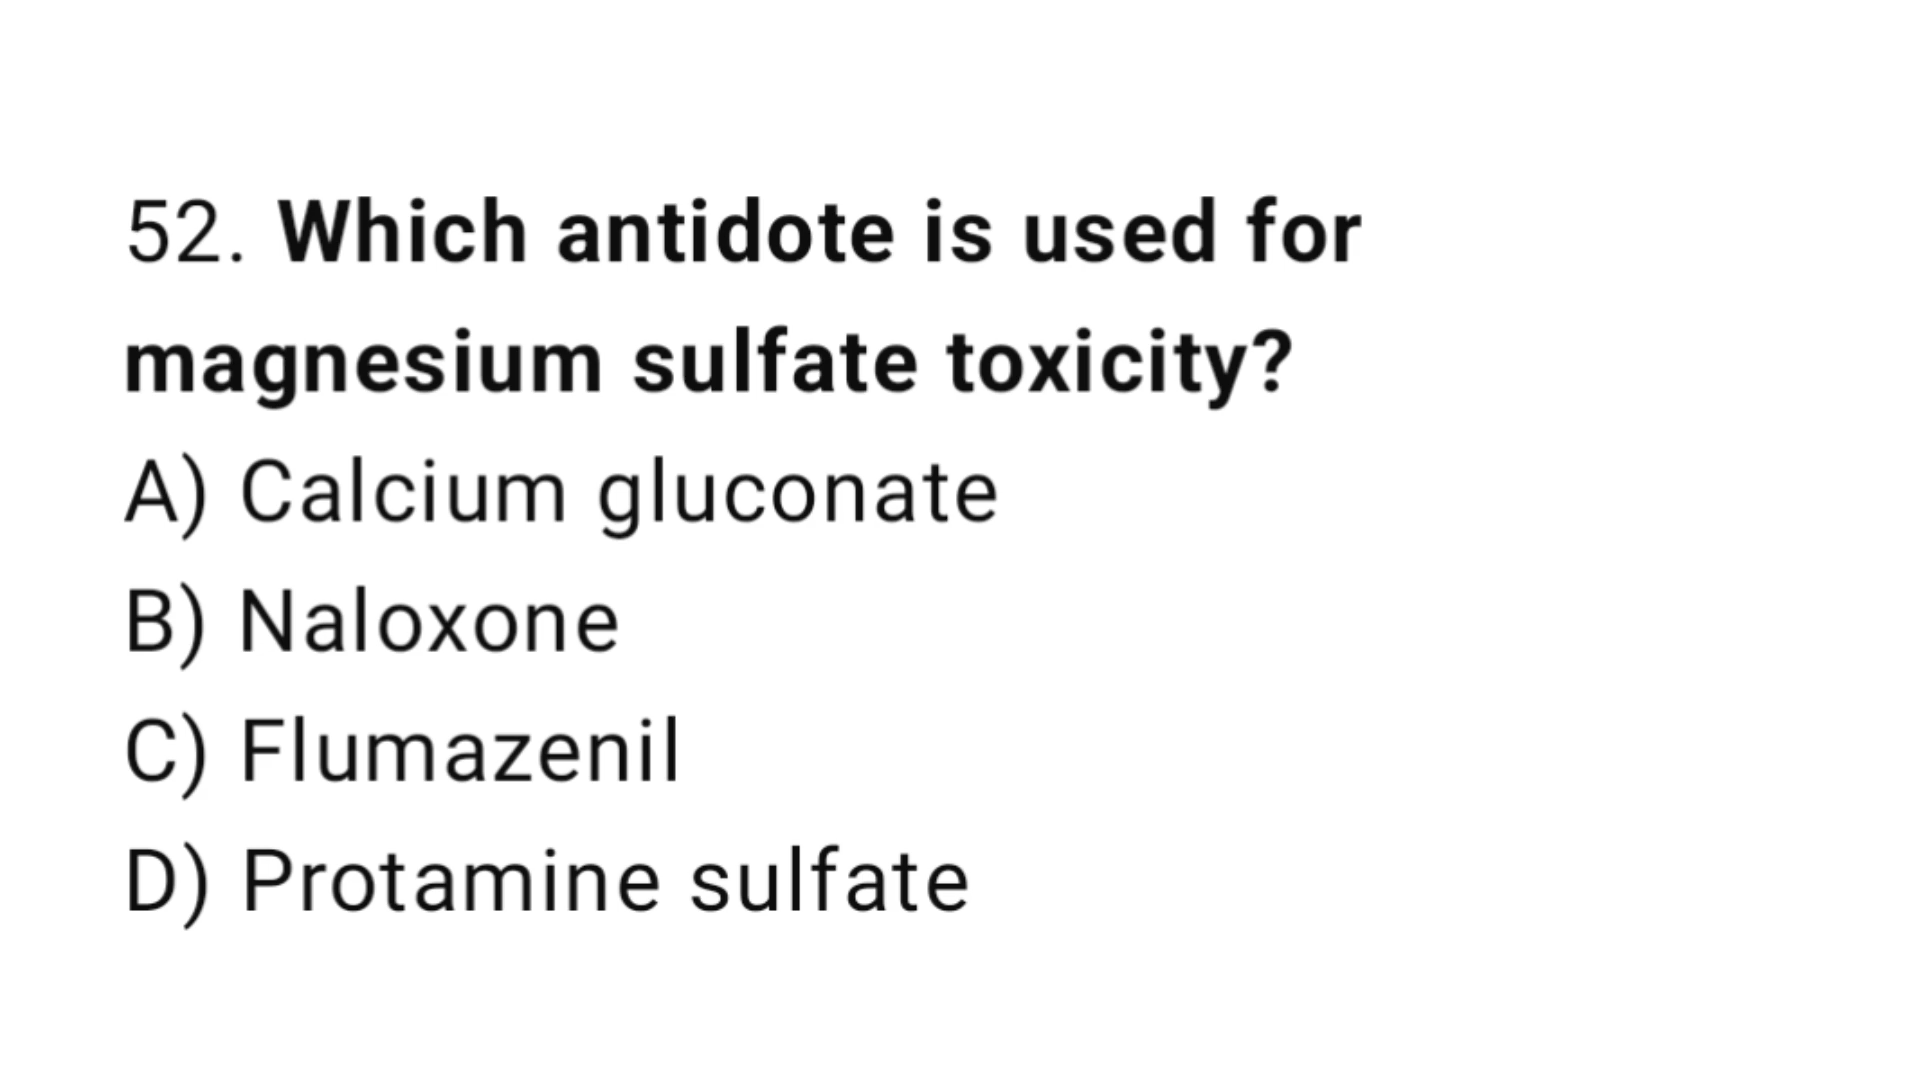 52. Which antidote is used for
magnesium sulfate toxicity?
A) Calcium gluconate
B) Naloxone
C) Flumazenil
D) Protamine sulfate